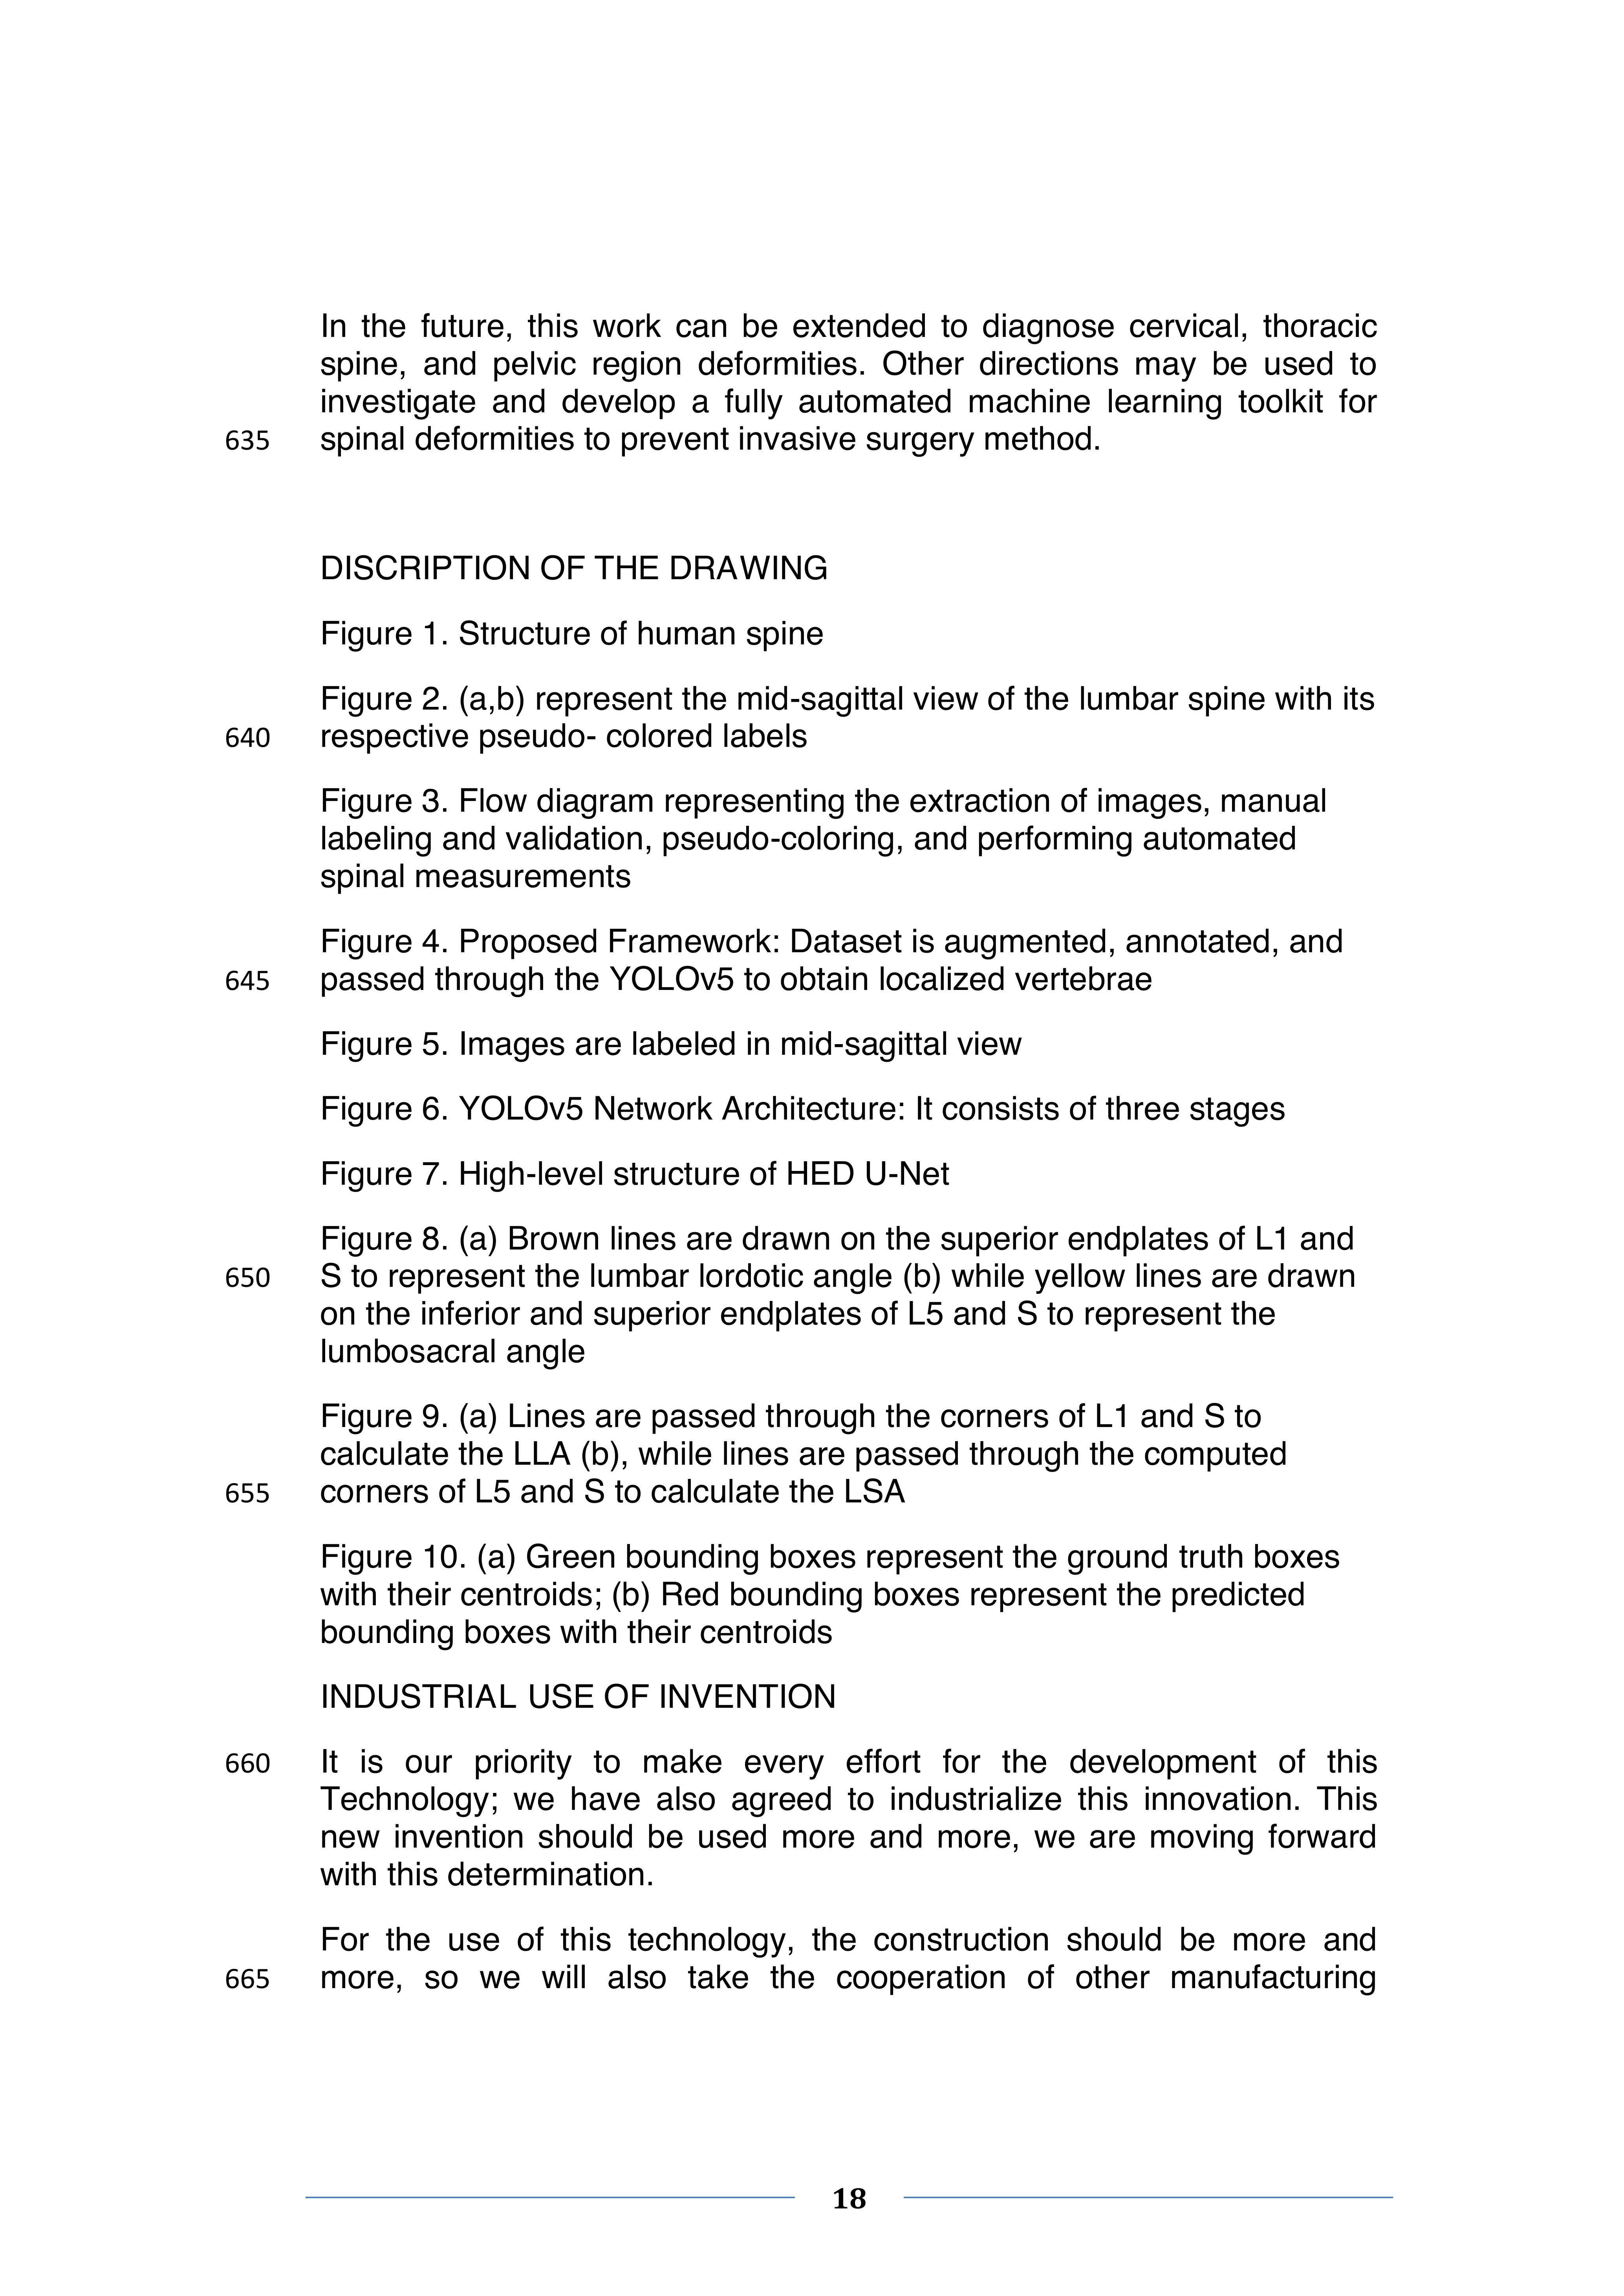 In the future, this work can be extended to diagnose cervical, thoracic
spine, and pelvic region deformities. Other directions may be used to
investigate and develop a fully automated machine learning toolkit for
635 spinal deformities to prevent invasive surgery method.
DISCRIPTION OF THE DRAWING
Figure 1. Structure of human spine
Figure 2. (a,b) represent the mid-sagittal view of the lumbar spine with its
640 respective pseudo- colored labels
Figure 3. Flow diagram representing the extraction of images, manual
labeling and validation, pseudo-coloring, and performing automated
spinal measurements
Figure 4. Proposed Framework: Dataset is augmented, annotated, and
645 passed through the YOLOv5 to obtain localized vertebrae
Figure 5. Images are labeled in mid-sagittal view
Figure 6. YOLOv5 Network Architecture: It consists of three stages
Figure 7. High-level structure of HED U-Net
Figure 8. (a) Brown lines are drawn on the superior endplates of L1 and
650 S to represent the lumbar lordotic angle (b) while yellow lines are drawn
on the inferior and superior endplates of L5 and S to represent the
lumbosacral angle
Figure 9. (a) Lines are passed through the corners of L1 and S to
calculate the LLA (b), while lines are passed through the computed
655 corners of L5 and S to calculate the LSA
Figure 10. (a) Green bounding boxes represent the ground truth boxes
with their centroids; (b) Red bounding boxes represent the predicted
bounding boxes with their centroids
INDUSTRIAL USE OF INVENTION
660 It is our priority to make every effort for the development of this
Technology; we have also agreed to industrialize this innovation. This
new invention should be used more and more, we are moving forward
with this determination.
For the use of this technology, the construction should be more and
665 more, so we will also take the cooperation of other manufacturing
18